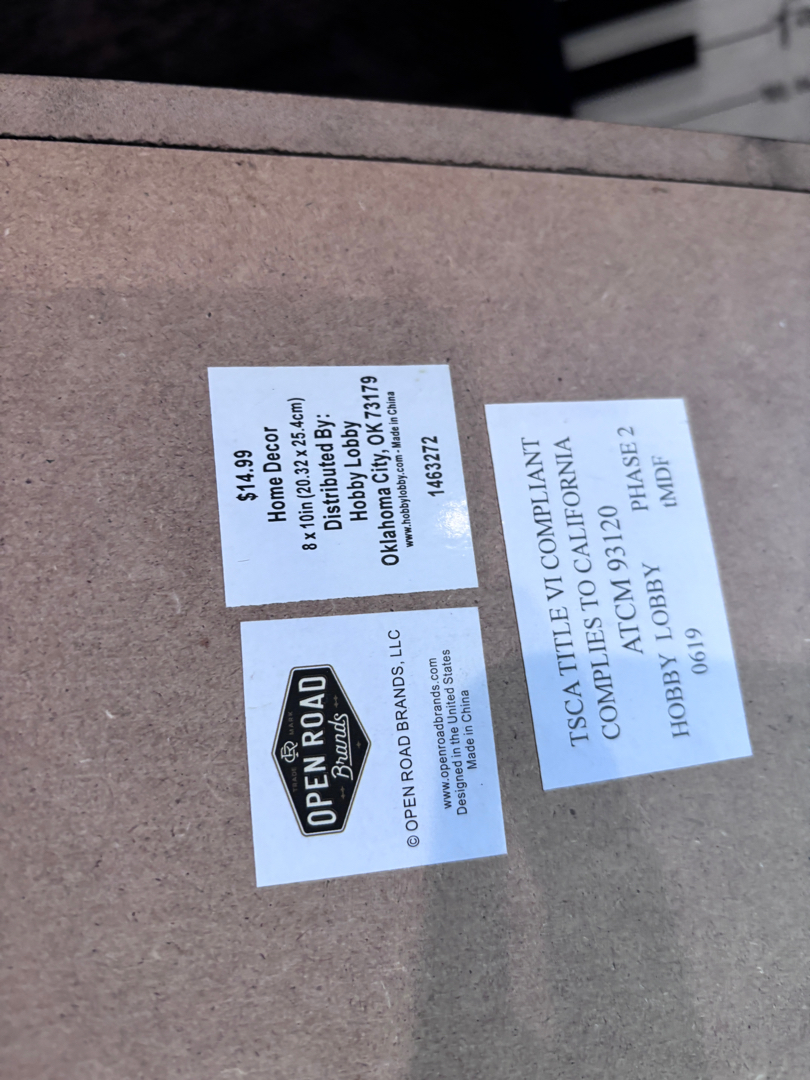 $14.99
Home Decor
8 x 10in (20.32 x 25.4cm)
Distributed By:
Hobby Lobby
Oklahoma City, OK 73179
www.hobbylobby.com - Made in China
1463272
TRADE MARK
OPEN ROAD
Brands
© OPEN ROAD BRANDS, LLC
www.openroadbrands.com
Designed in the United States
Made in China
TSCA TITLE VI COMPLIANT
COMPLIES TO CALIFORNIA
ATCM 93120
PHASE 2
HOBBY LOBBY tMDF
0619